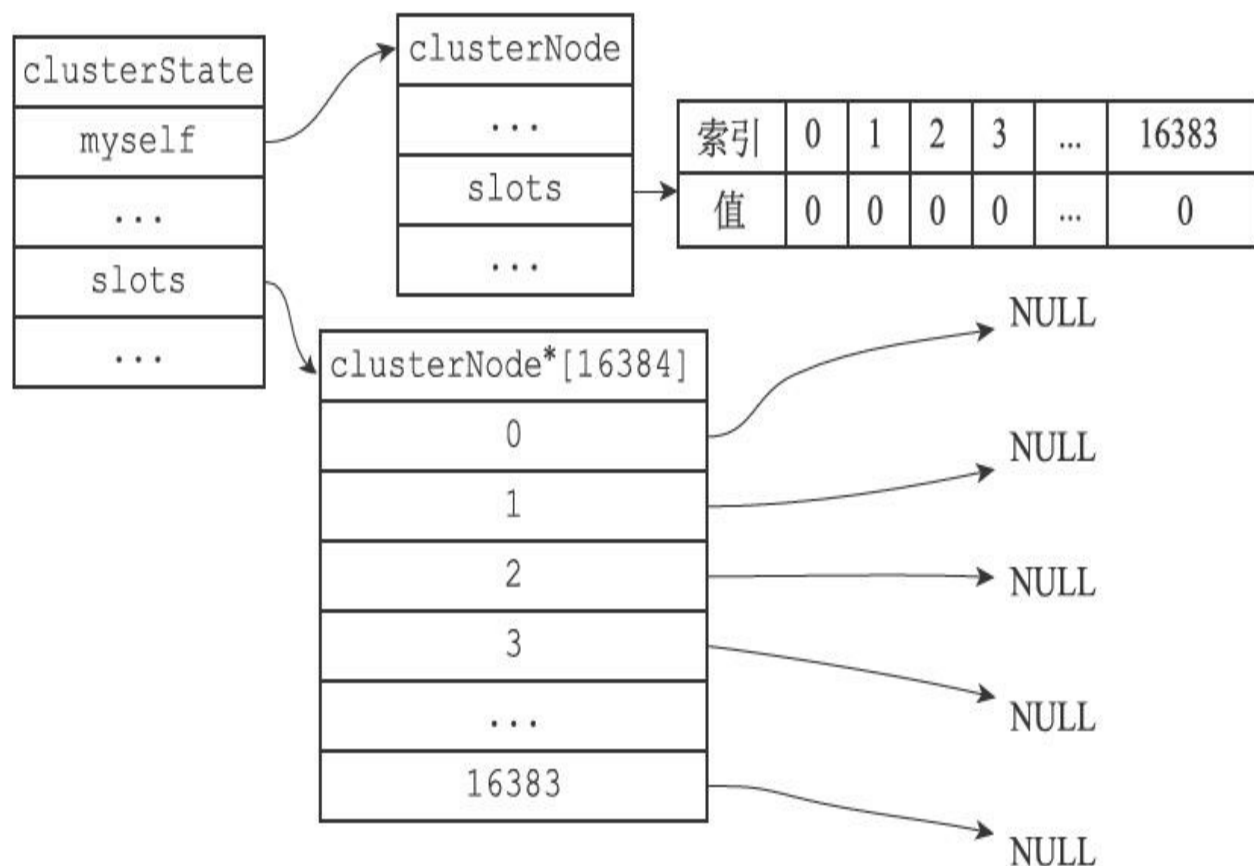 clusterState
myself
...
slots
...
clusterNode
...
slots
...
索引 0 1 2 3 ... 16383
值 0 0 0 0 ... 0
clusterNode*[16384]
0
1
2
3
...
16383
NULL
NULL
NULL
NULL
NULL